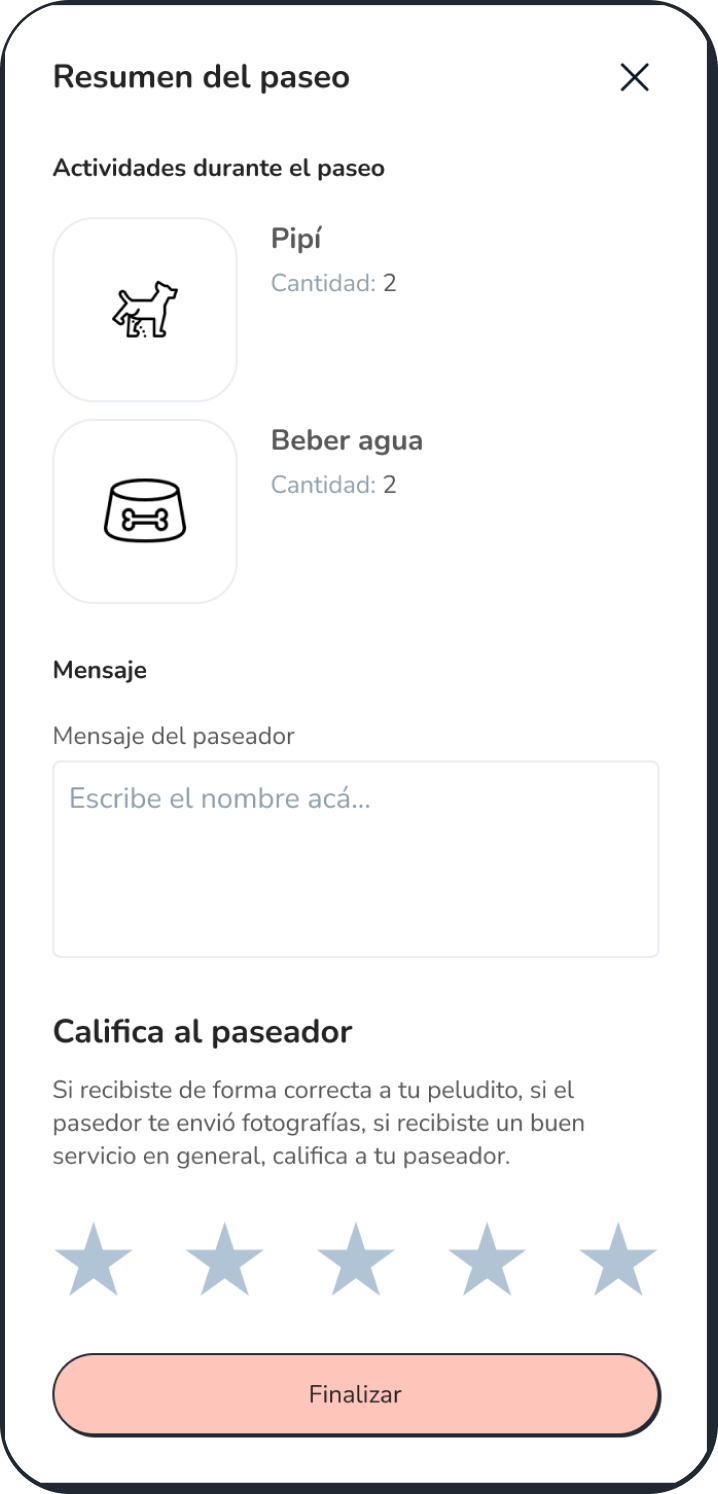 Resumen del paseo
Actividades durante el paseo
Pipí
Cantidad: 2
Beber agua
Cantidad: 2
Mensaje
Mensaje del paseador
Escribe el nombre acá...
Califica al paseador
Si recibiste de forma correcta a tu peludito, si el
pasedor te envió fotografías, si recibiste un buen
servicio en general, califica a tu paseador.
Finalizar